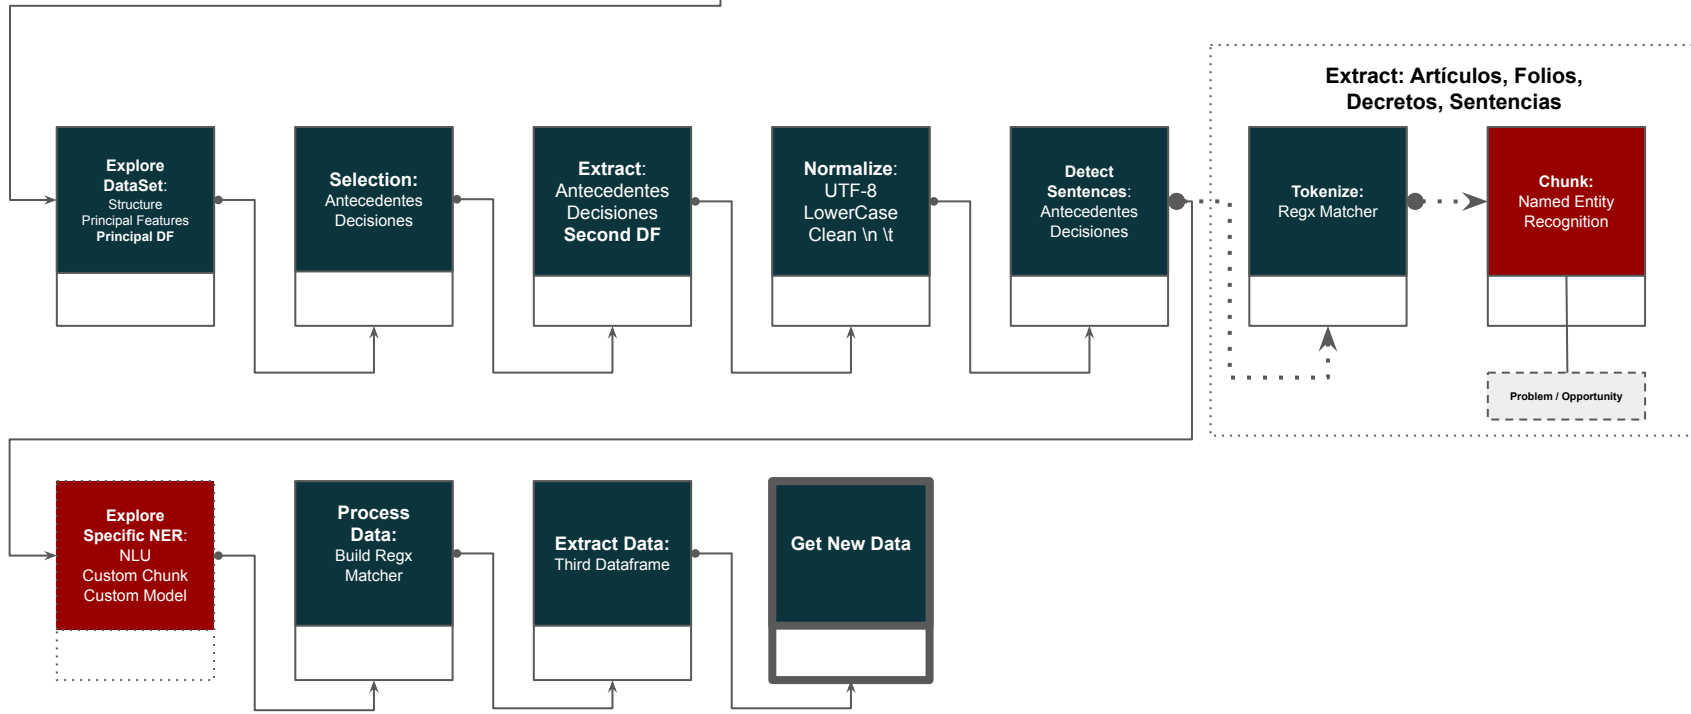 Extract: Artículos, Folios,
Decretos, Sentencias
Explore
DataSet:
Structure
Principal Features
Principal DF
Selection:
Antecedentes
Decisiones
Extract:
Antecedentes
Decisiones
Second DF
Normalize:
UTF-8
LowerCase
Clean \n \t
Detect
Sentences:
Antecedentes
Decisiones
Tokenize:
Regx Matcher
Chunk:
Named Entity
Recognition
Problem / Opportunity
Explore
Specific NER:
NLU
Custom Chunk
Custom Model
Process
Data:
Build Regx
Matcher
Extract Data:
Third Dataframe
Get New Data